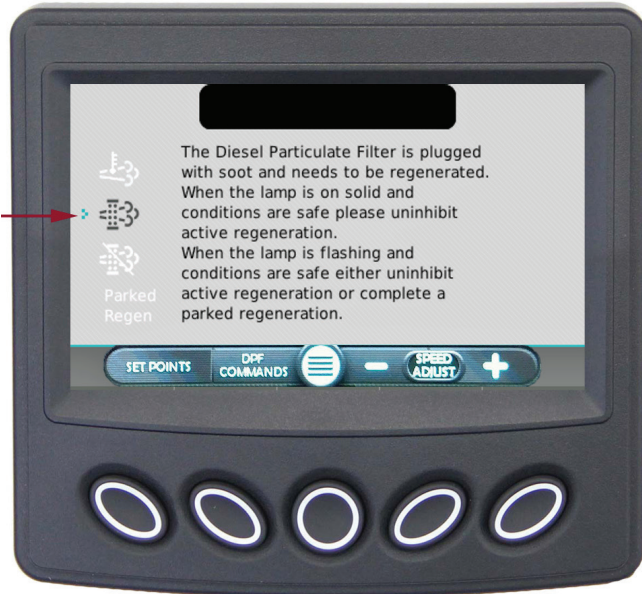 The Diesel Particulate Filter is plugged
with soot and needs to be regenerated.
When the lamp is on solid and
conditions are safe please uninhibit
active regeneration.
When the lamp is flashing and
conditions are safe either uninhibit
active regeneration or complete a
parked regeneration.
Parked
Regen
SET POINTS
DPF
COMMANDS
SPEED
ADJUST